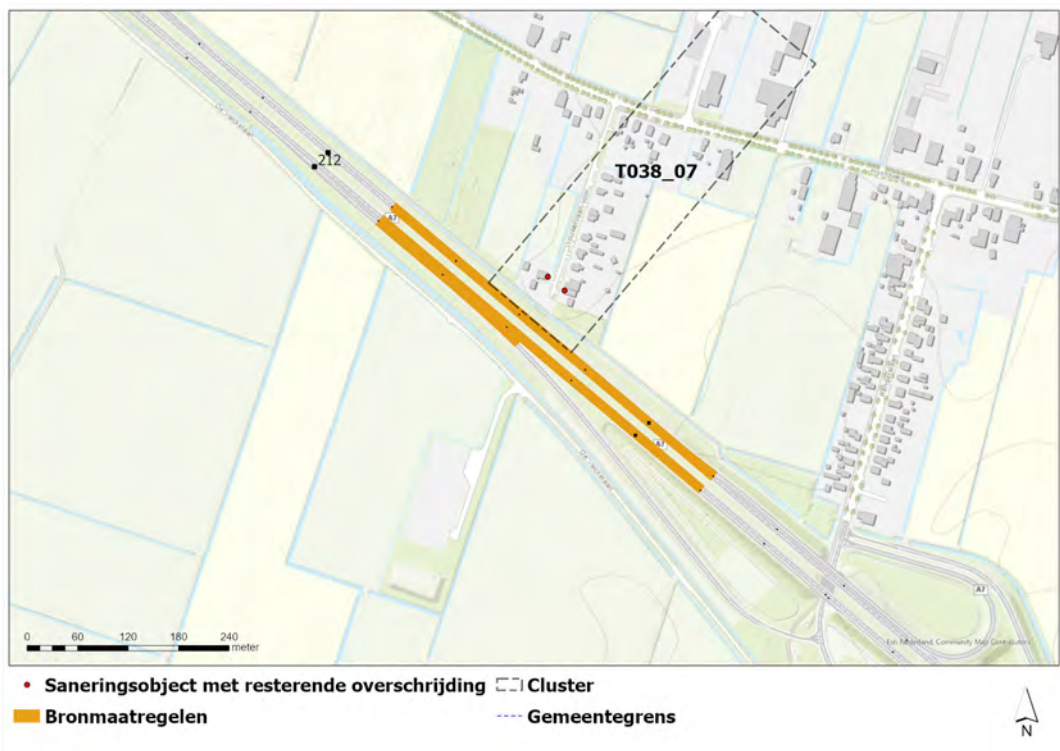 212
A7
T038_07
A7
A7
0 60 120 180 240
meter
Esri Nederland, Community Map Contributors
Saneringsobject met resterende overschrijding
Cluster
Bronmaatregelen
Gemeentegrens
N